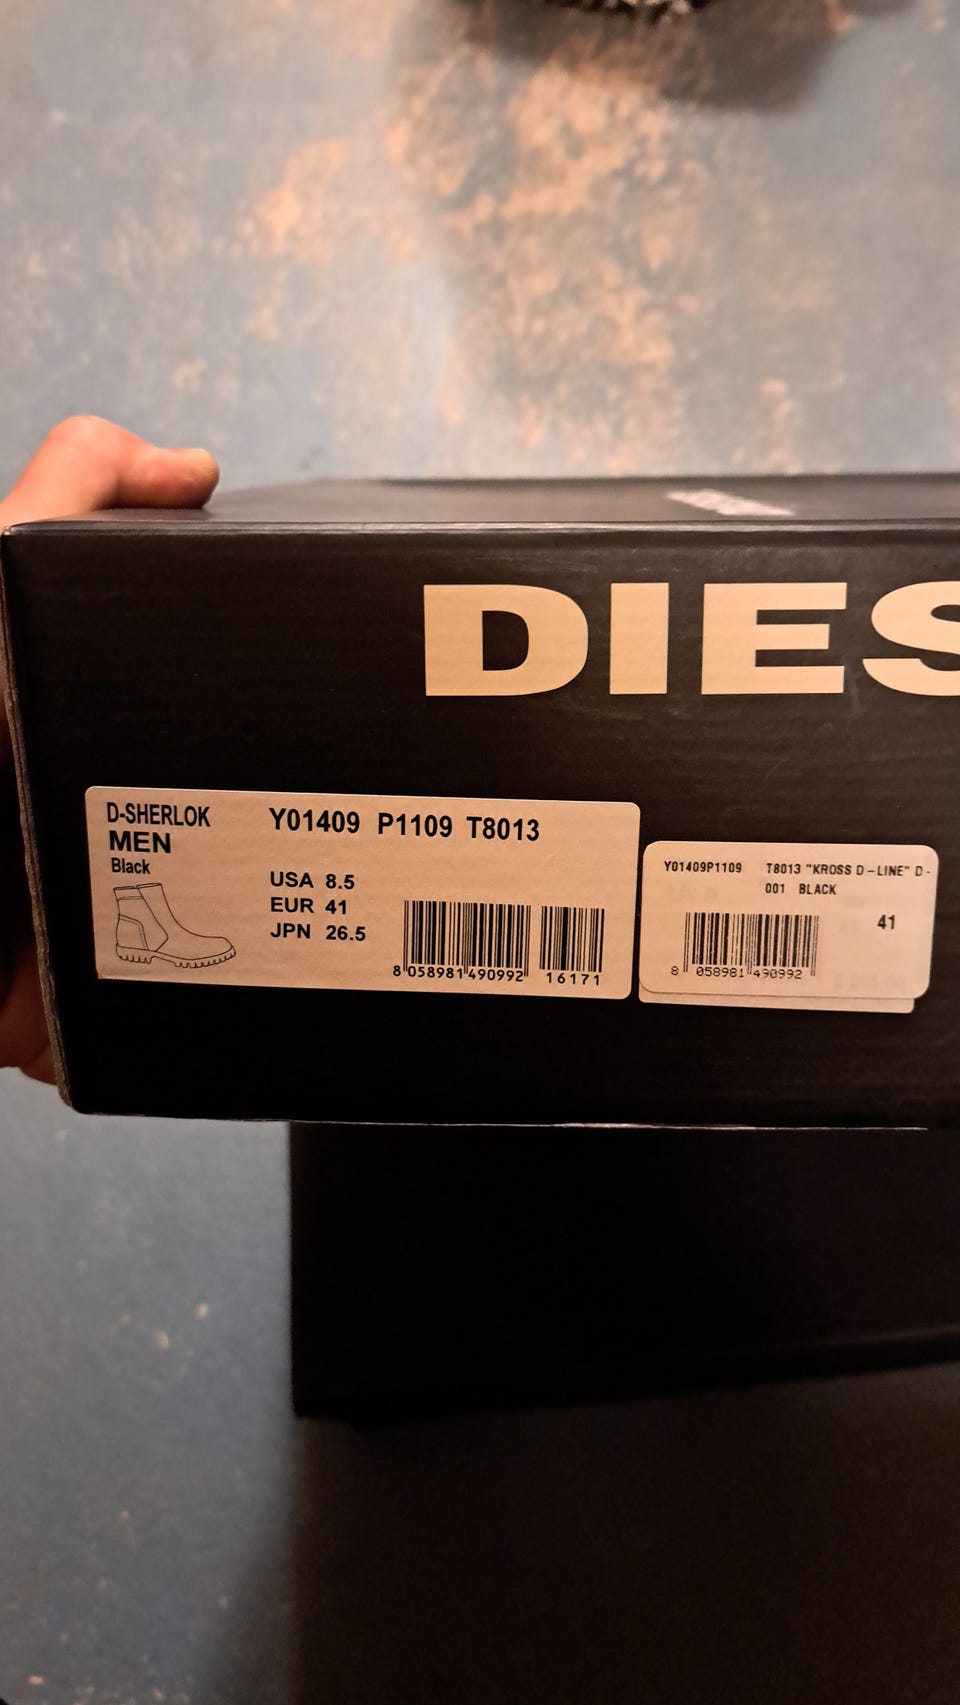 DIES
D-SHERLOK
MEN
Black
Y01409 P1109 T8013
USA 8.5
EUR 41
JPN 26.5
8 058981 490992 16171
Y01409P1109 T8013 "KROSS D-LINE" D-
001 BLACK
41
8 058981 490992